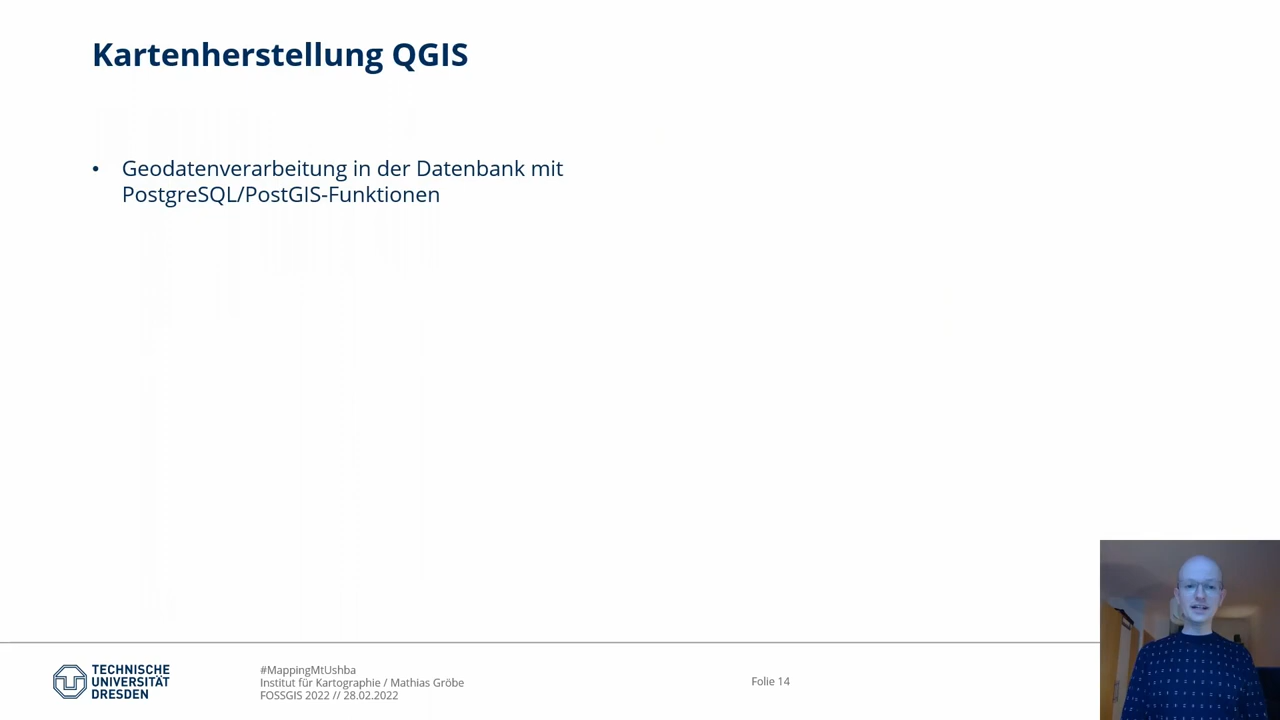 Kartenherstellung QGIS
• Geodatenverarbeitung in der Datenbank mit
PostgreSQL/PostGIS-Funktionen
TECHNISCHE
UNIVERSITÄT
DRESDEN
#MappingMtUshba
Institut für Kartographie / Mathias Gröbe
FOSSGIS 2022 // 28.02.2022
Folie 14